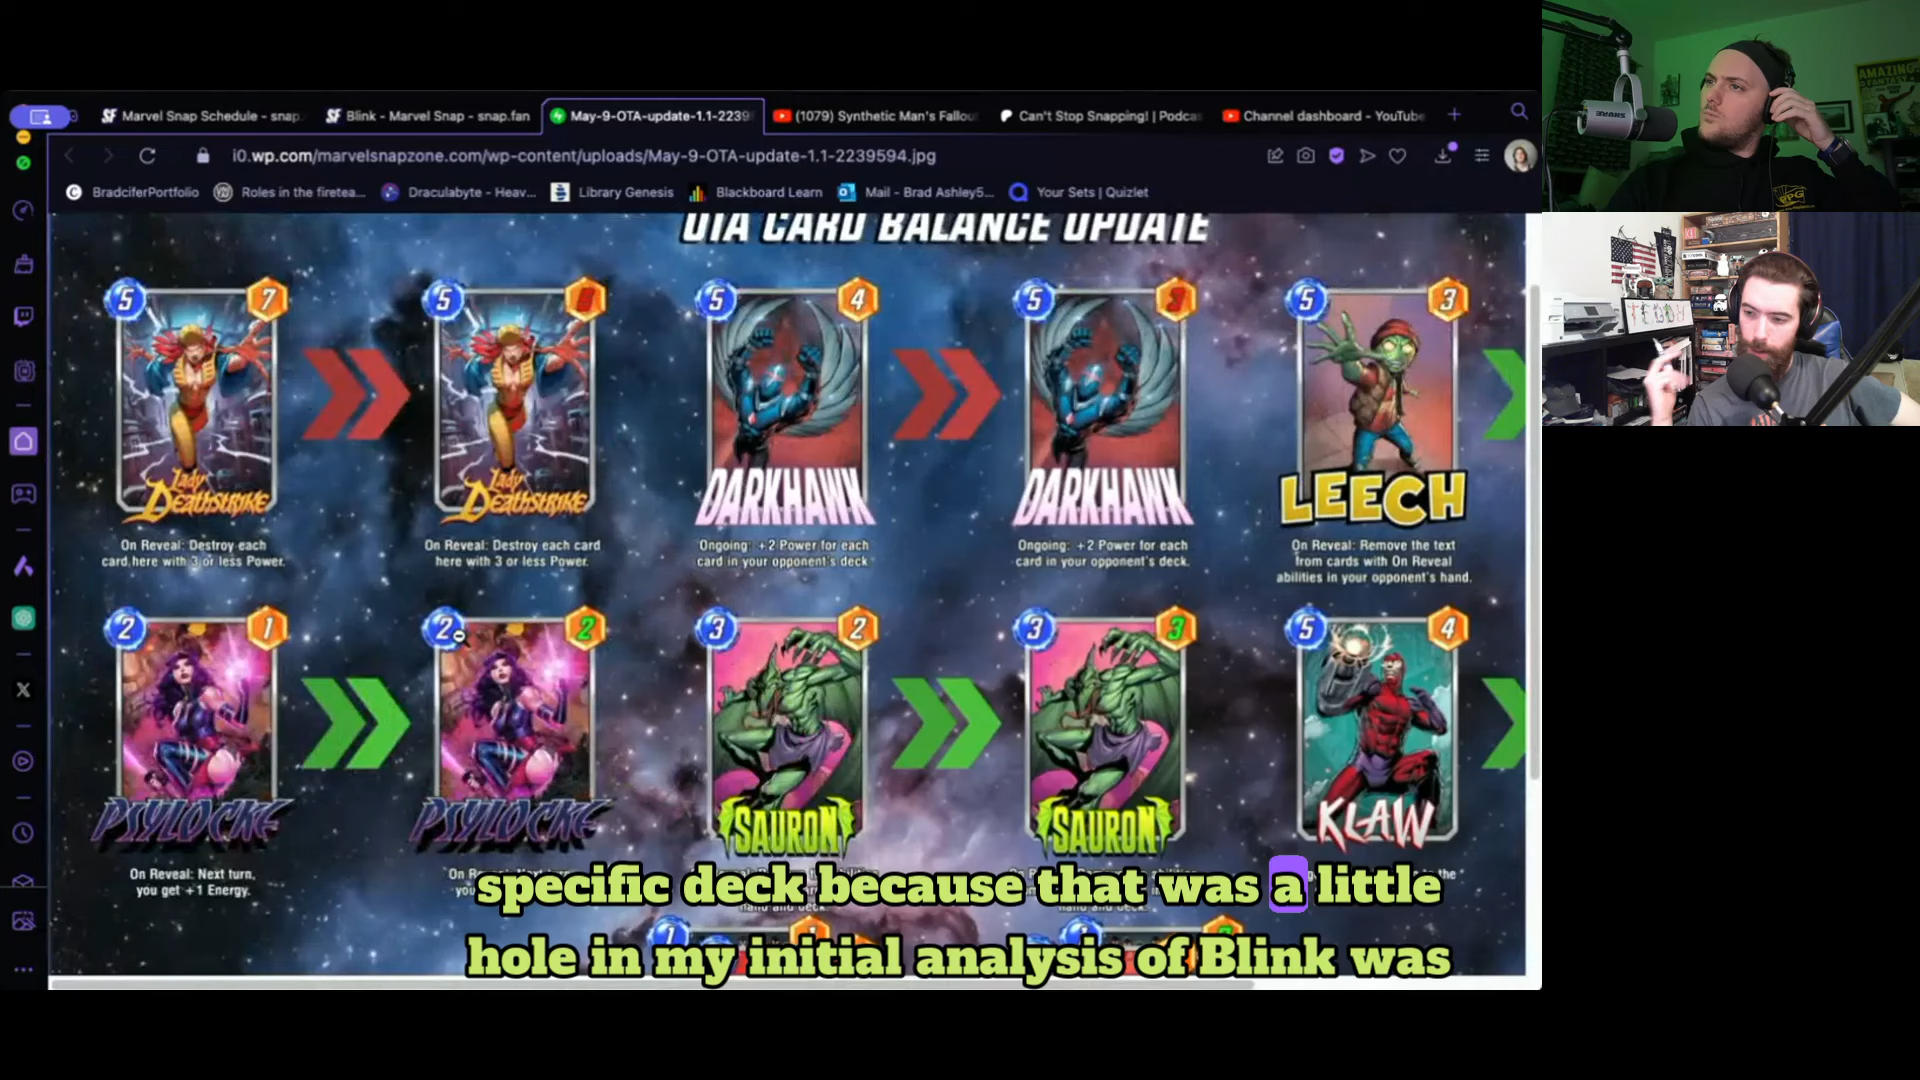 Marvel Snap Schedule - snap.
Blink - Marvel Snap - snap.fan
May-9-OTA-update-1.1-2239
(1079) Synthetic Man's Fallou
Can't Stop Snapping! | Podca
Channel dashboard - YouTube
i0.wp.com/marvelsnapzone.com/wp-content/uploads/May-9-OTA-update-1.1-2239594.jpg
BradciferPortfolio
Roles in the firetea...
Draculabyte - Heav...
Library Genesis
Blackboard Learn
Mail - Brad Ashley5...
Your Sets | Quizlet
OTA CARD BALANCE UPDATE
5 7
5
5 4
5
5 3
Lady Deathstrike
Lady Deathstrike
DARKHAWK
DARKHAWK
LEECH
On Reveal: Destroy each
card here with 3 or less Power.
On Reveal: Destroy each card
here with 3 or less Power.
Ongoing: +2 Power for each
card in your opponent's deck.
Ongoing: +2 Power for each
card in your opponent's deck.
On Reveal: Remove the text
from cards with On Reveal
abilities in your opponent's hand.
2 1
2 2
3 2
3 3
5 4
PSYLOCKE
PSYLOCKE
SAURON
SAURON
KLAW
On Reveal: Next turn,
you get +1 Energy.
specific deck because that was a little
hole in my initial analysis of Blink was
AMAZING
FANTASY
SHURE